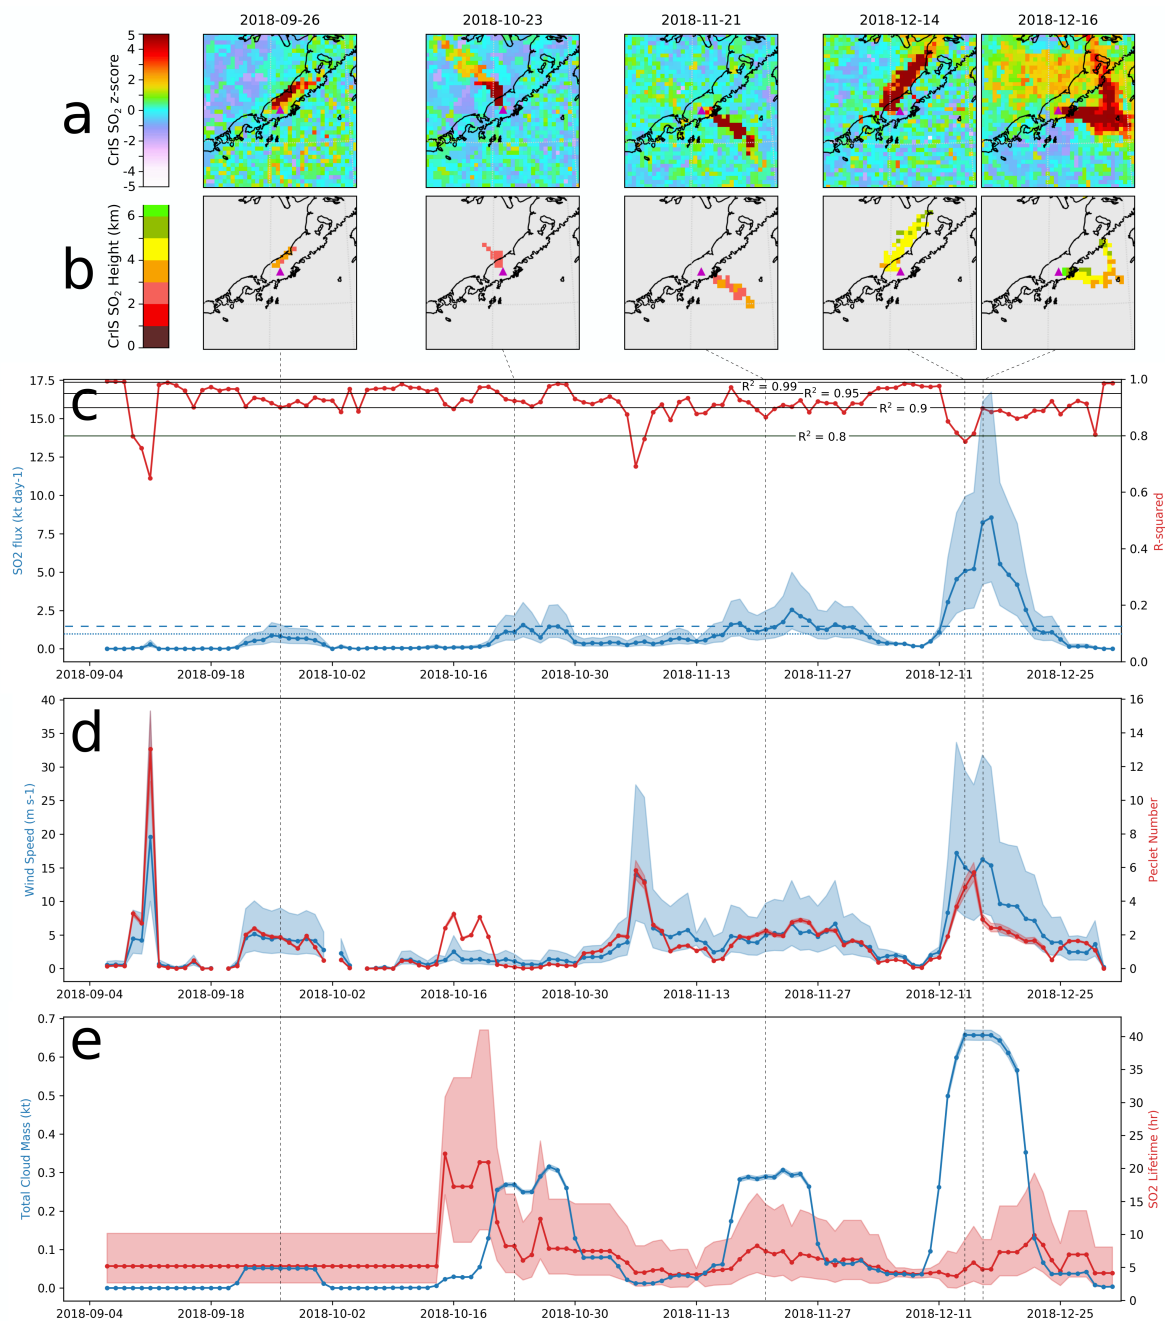 2018-09-26 2018-10-23 2018-11-21 2018-12-14 2018-12-16
a
CrIS SO2 z-score
5
4
2
0
-2
-4
-5
b
CrIS SO2 Height (km)
6
4
2
0
c
SO2 flux (kt day-1)
17.5
15.0
12.5
10.0
7.5
5.0
2.5
0.0
R² = 0.99
R² = 0.95
R² = 0.9
R² = 0.8
1.0
0.8
0.6
0.4
0.2
0.0
R-squared
2018-09-04 2018-09-18 2018-10-02 2018-10-16 2018-10-30 2018-11-13 2018-11-27 2018-12-11 2018-12-25
d
Wind Speed (m s-1)
40
35
30
25
20
15
10
5
0
16
14
12
10
8
6
4
2
0
Peclet Number
2018-09-04 2018-09-18 2018-10-02 2018-10-16 2018-10-30 2018-11-13 2018-11-27 2018-12-11 2018-12-25
e
Total Cloud Mass (kt)
0.7
0.6
0.5
0.4
0.3
0.2
0.1
0.0
40
35
30
25
20
15
10
5
0
SO2 Lifetime (hr)
2018-09-04 2018-09-18 2018-10-02 2018-10-16 2018-10-30 2018-11-13 2018-11-27 2018-12-11 2018-12-25